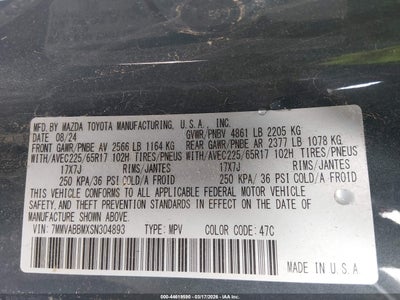 MFD.BY MAZDA TOYOTA MANUFACTURING, U.S.A., INC.
08/24 GVWR/PNBV 4861 LB 2205 KG
FRONT GAWR/PNBE AV 2566 LB 1164 KG REAR GAWR/PNBE AR 2377 LB 1078 KG
WITH/AVEC225/65R17 102H TIRES/PNEUS WITH/AVEC225/65R17 102H TIRES/PNEUS
17X7J RIMS/JANTES 17X7J RIMS/JANTES
250 KPA/36 PSI COLD/A FROID 250 KPA/36 PSI COLD/A FROID
THIS VEHICLE CONFORMS TO ALL APPLICABLE FEDERAL MOTOR VEHICLE
SAFETY, AND THEFT PREVENTION STANDARDS IN EFFECT ON THE DATE OF
MANUFACTURE SHOWN ABOVE.
VIN: 7MMVABBMXSN304893 TYPE: MPV COLOR CODE: 47C
MADE IN U.S.A.
000-44619590 - 03/17/2026 - IAA Inc.